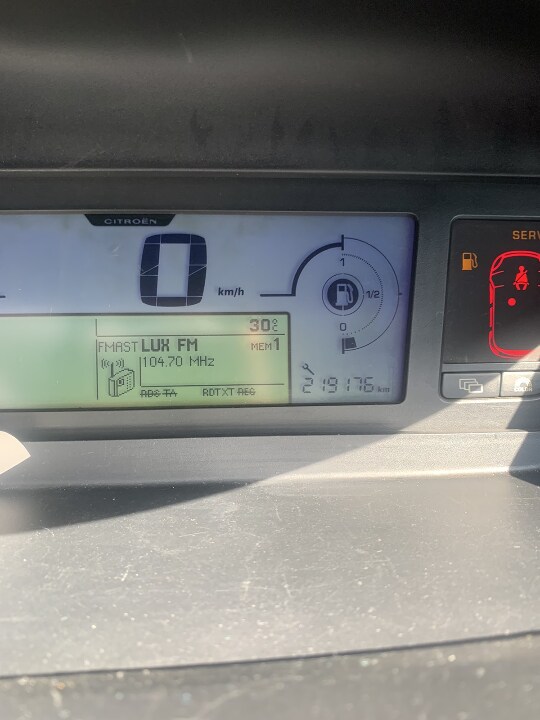 CITROËN
SERV
0 km/h
1
1/2
0
30°C
FMAST LUX FM MEM1
104.70 MHz
RDS TA RDTXT REG
219176 km